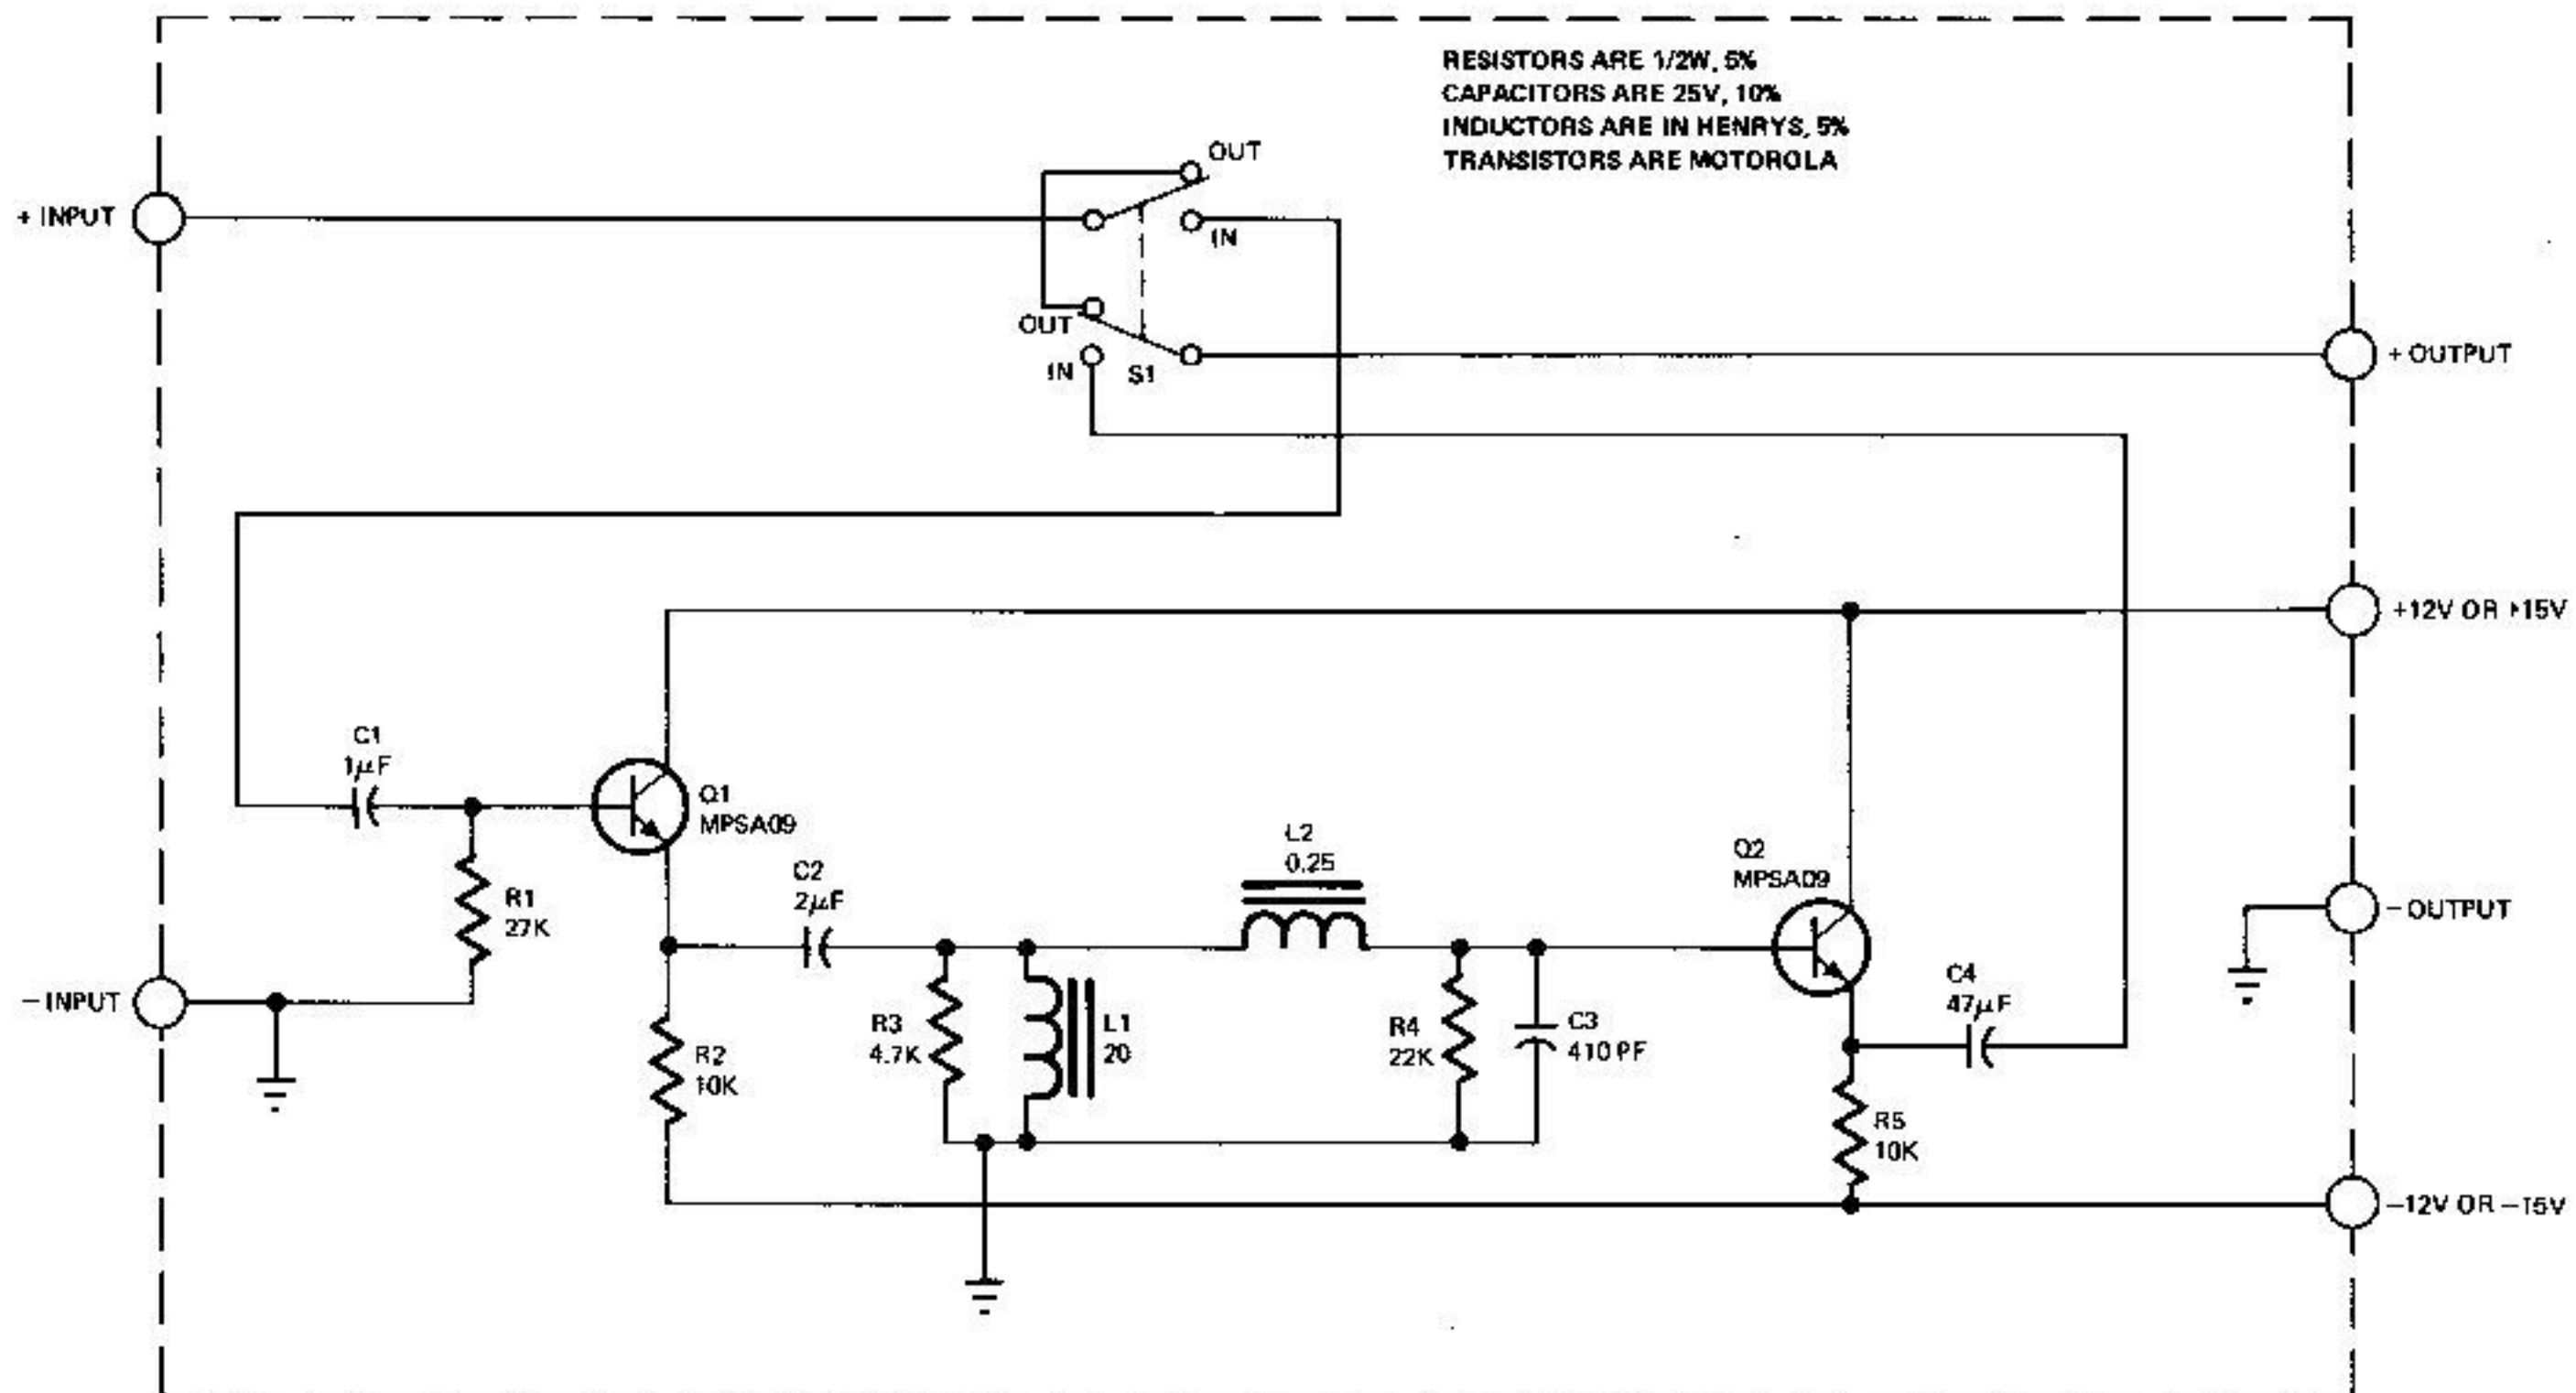 RESISTORS ARE 1/2W, 5%
CAPACITORS ARE 25V, 10%
INDUCTORS ARE IN HENRYS, 5%
TRANSISTORS ARE MOTOROLA
OUT
+ INPUT
IN
OUT
IN
S1
+ OUTPUT
+12V OR +15V
C1
1µF
Q1
MPSA09
R1
27K
C2
2µF
L2
0.25
Q2
MPSA09
– OUTPUT
– INPUT
R2
10K
R3
4.7K
L1
20
R4
22K
C3
410 PF
C4
47µF
R5
10K
–12V OR –15V